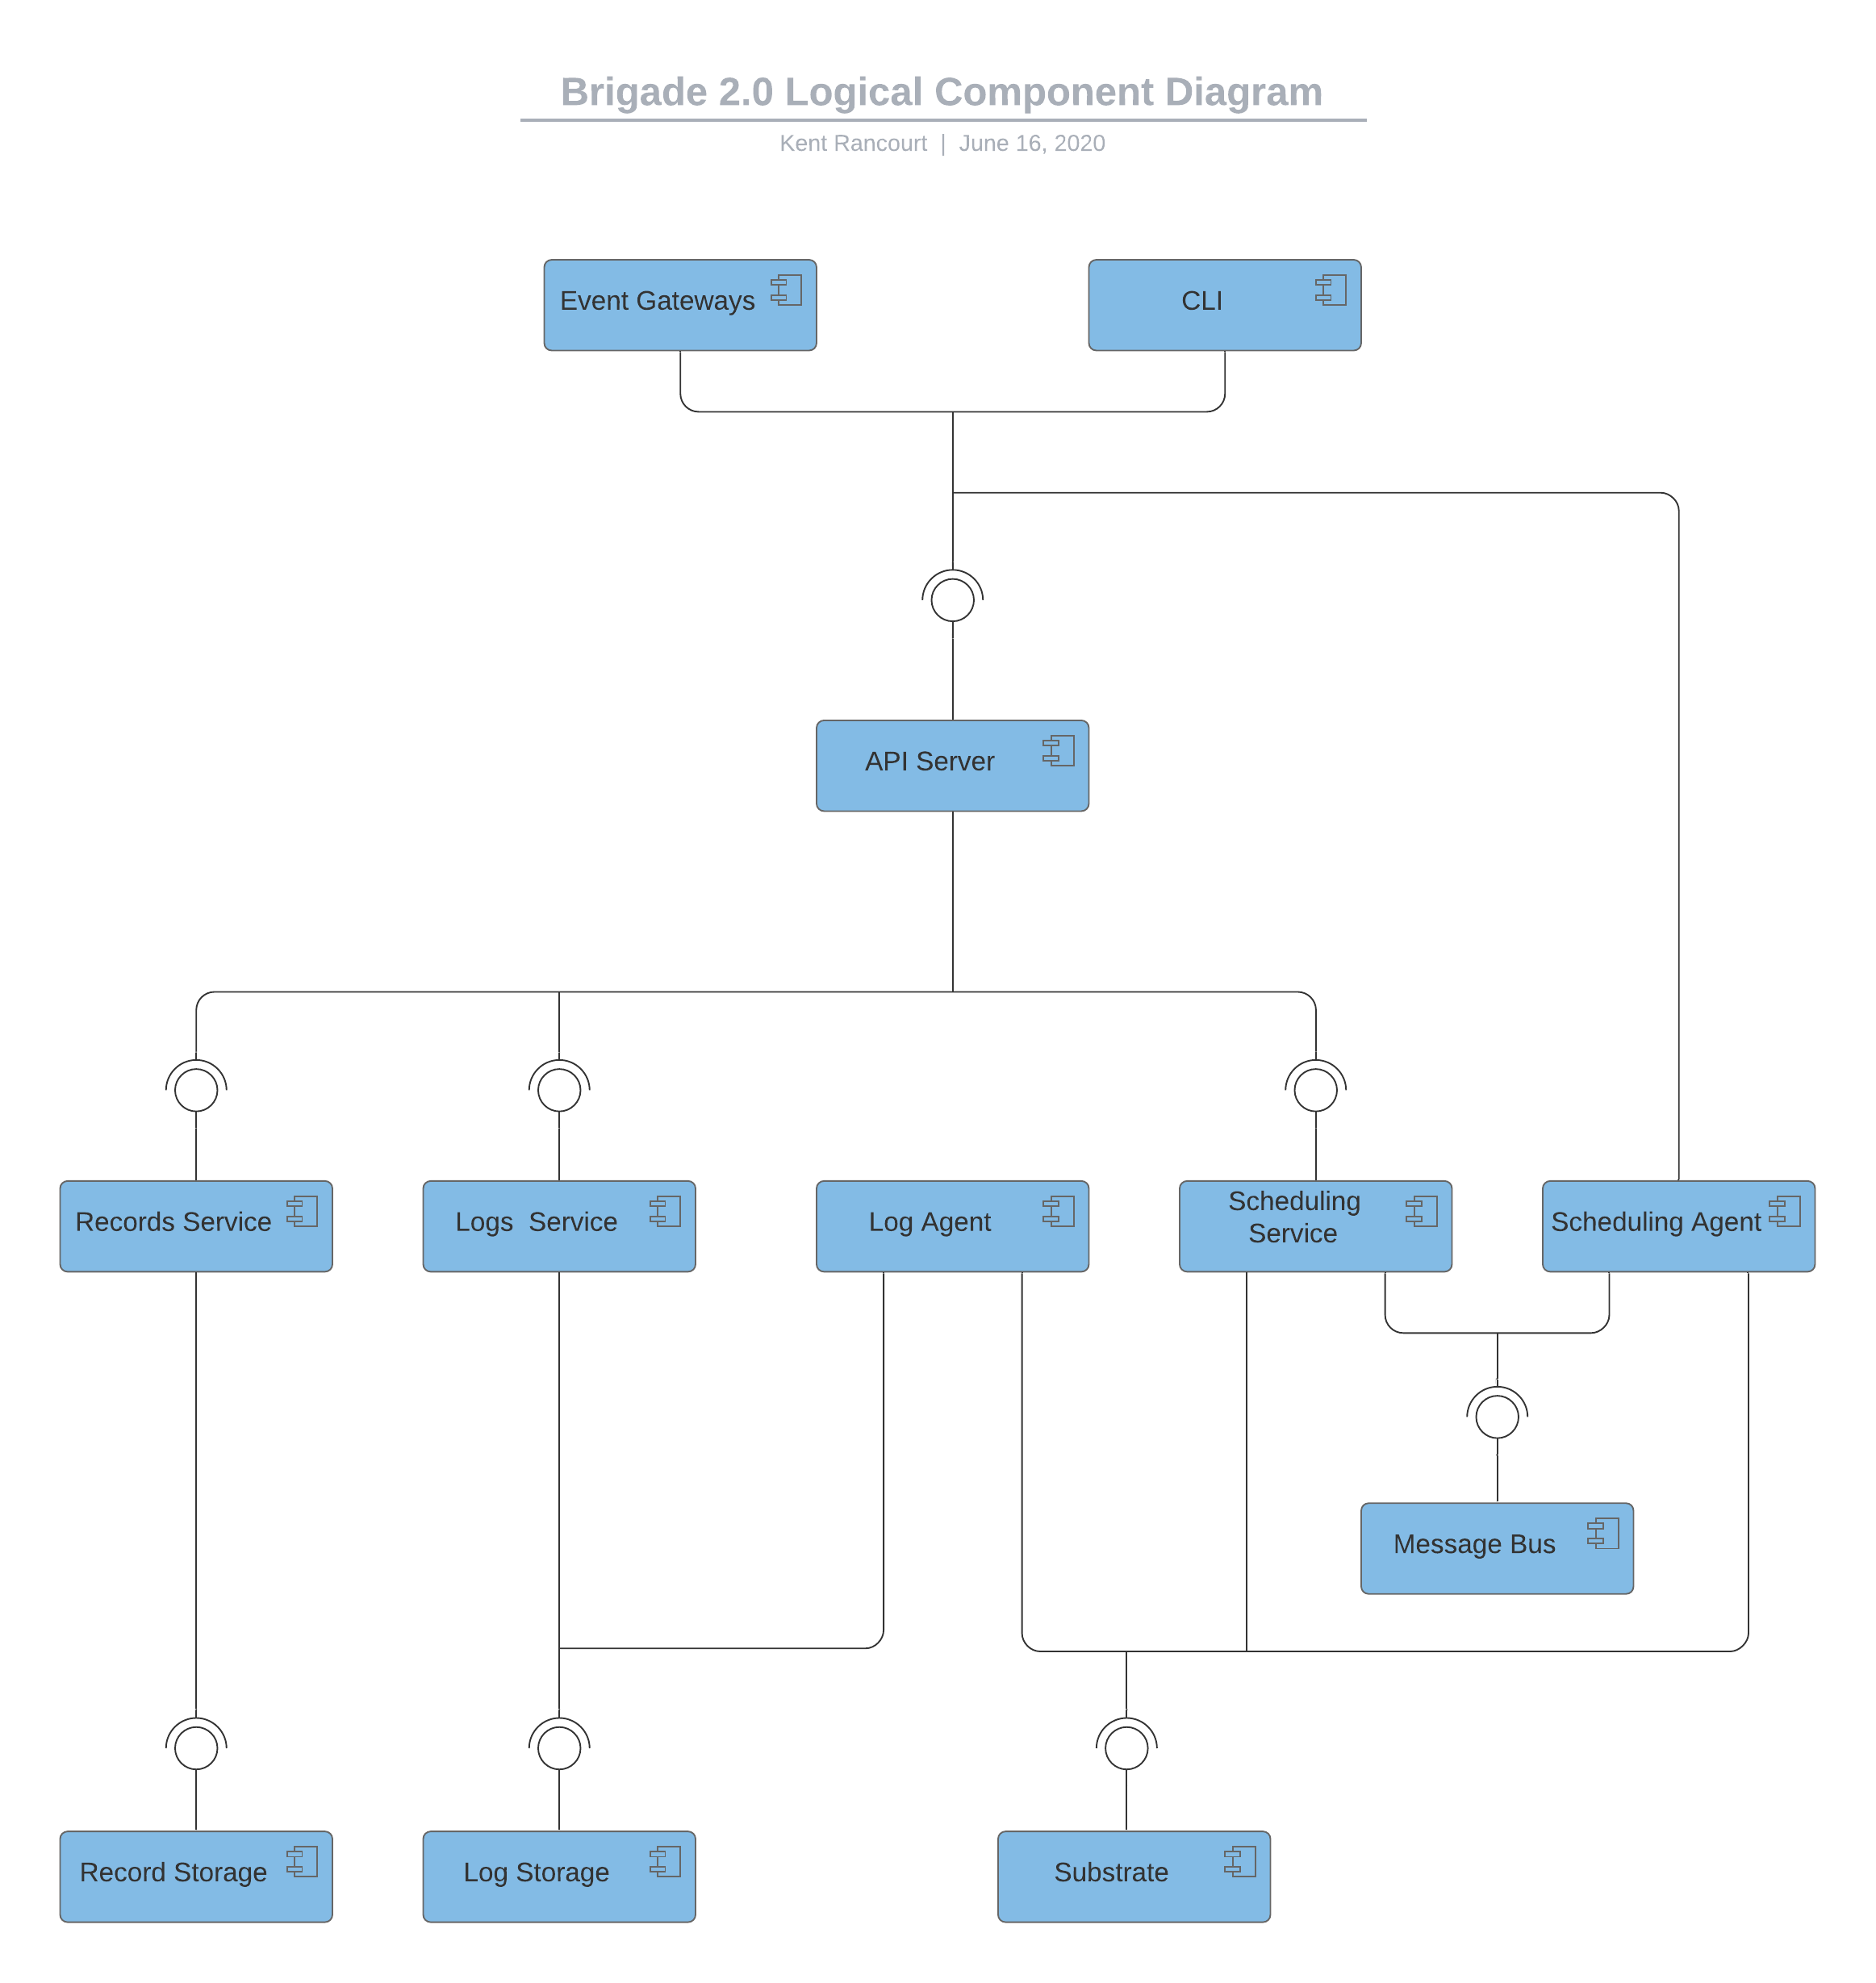 Brigade 2.0 Logical Component Diagram
Kent Rancourt | June 16, 2020
Event Gateways
CLI
API Server
Records Service
Logs  Service
Log Agent
Scheduling
Service
Scheduling Agent
Message Bus
Record Storage
Log Storage
Substrate